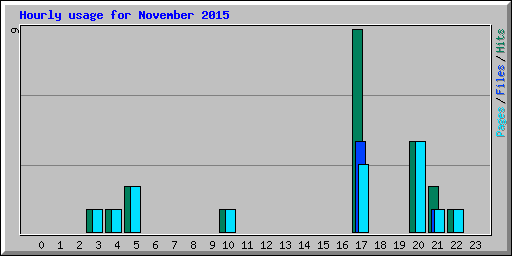 Hourly usage for November 2015
9
Pages / Files / Hits
0 1 2 3 4 5 6 7 8 9 10 11 12 13 14 15 16 17 18 19 20 21 22 23